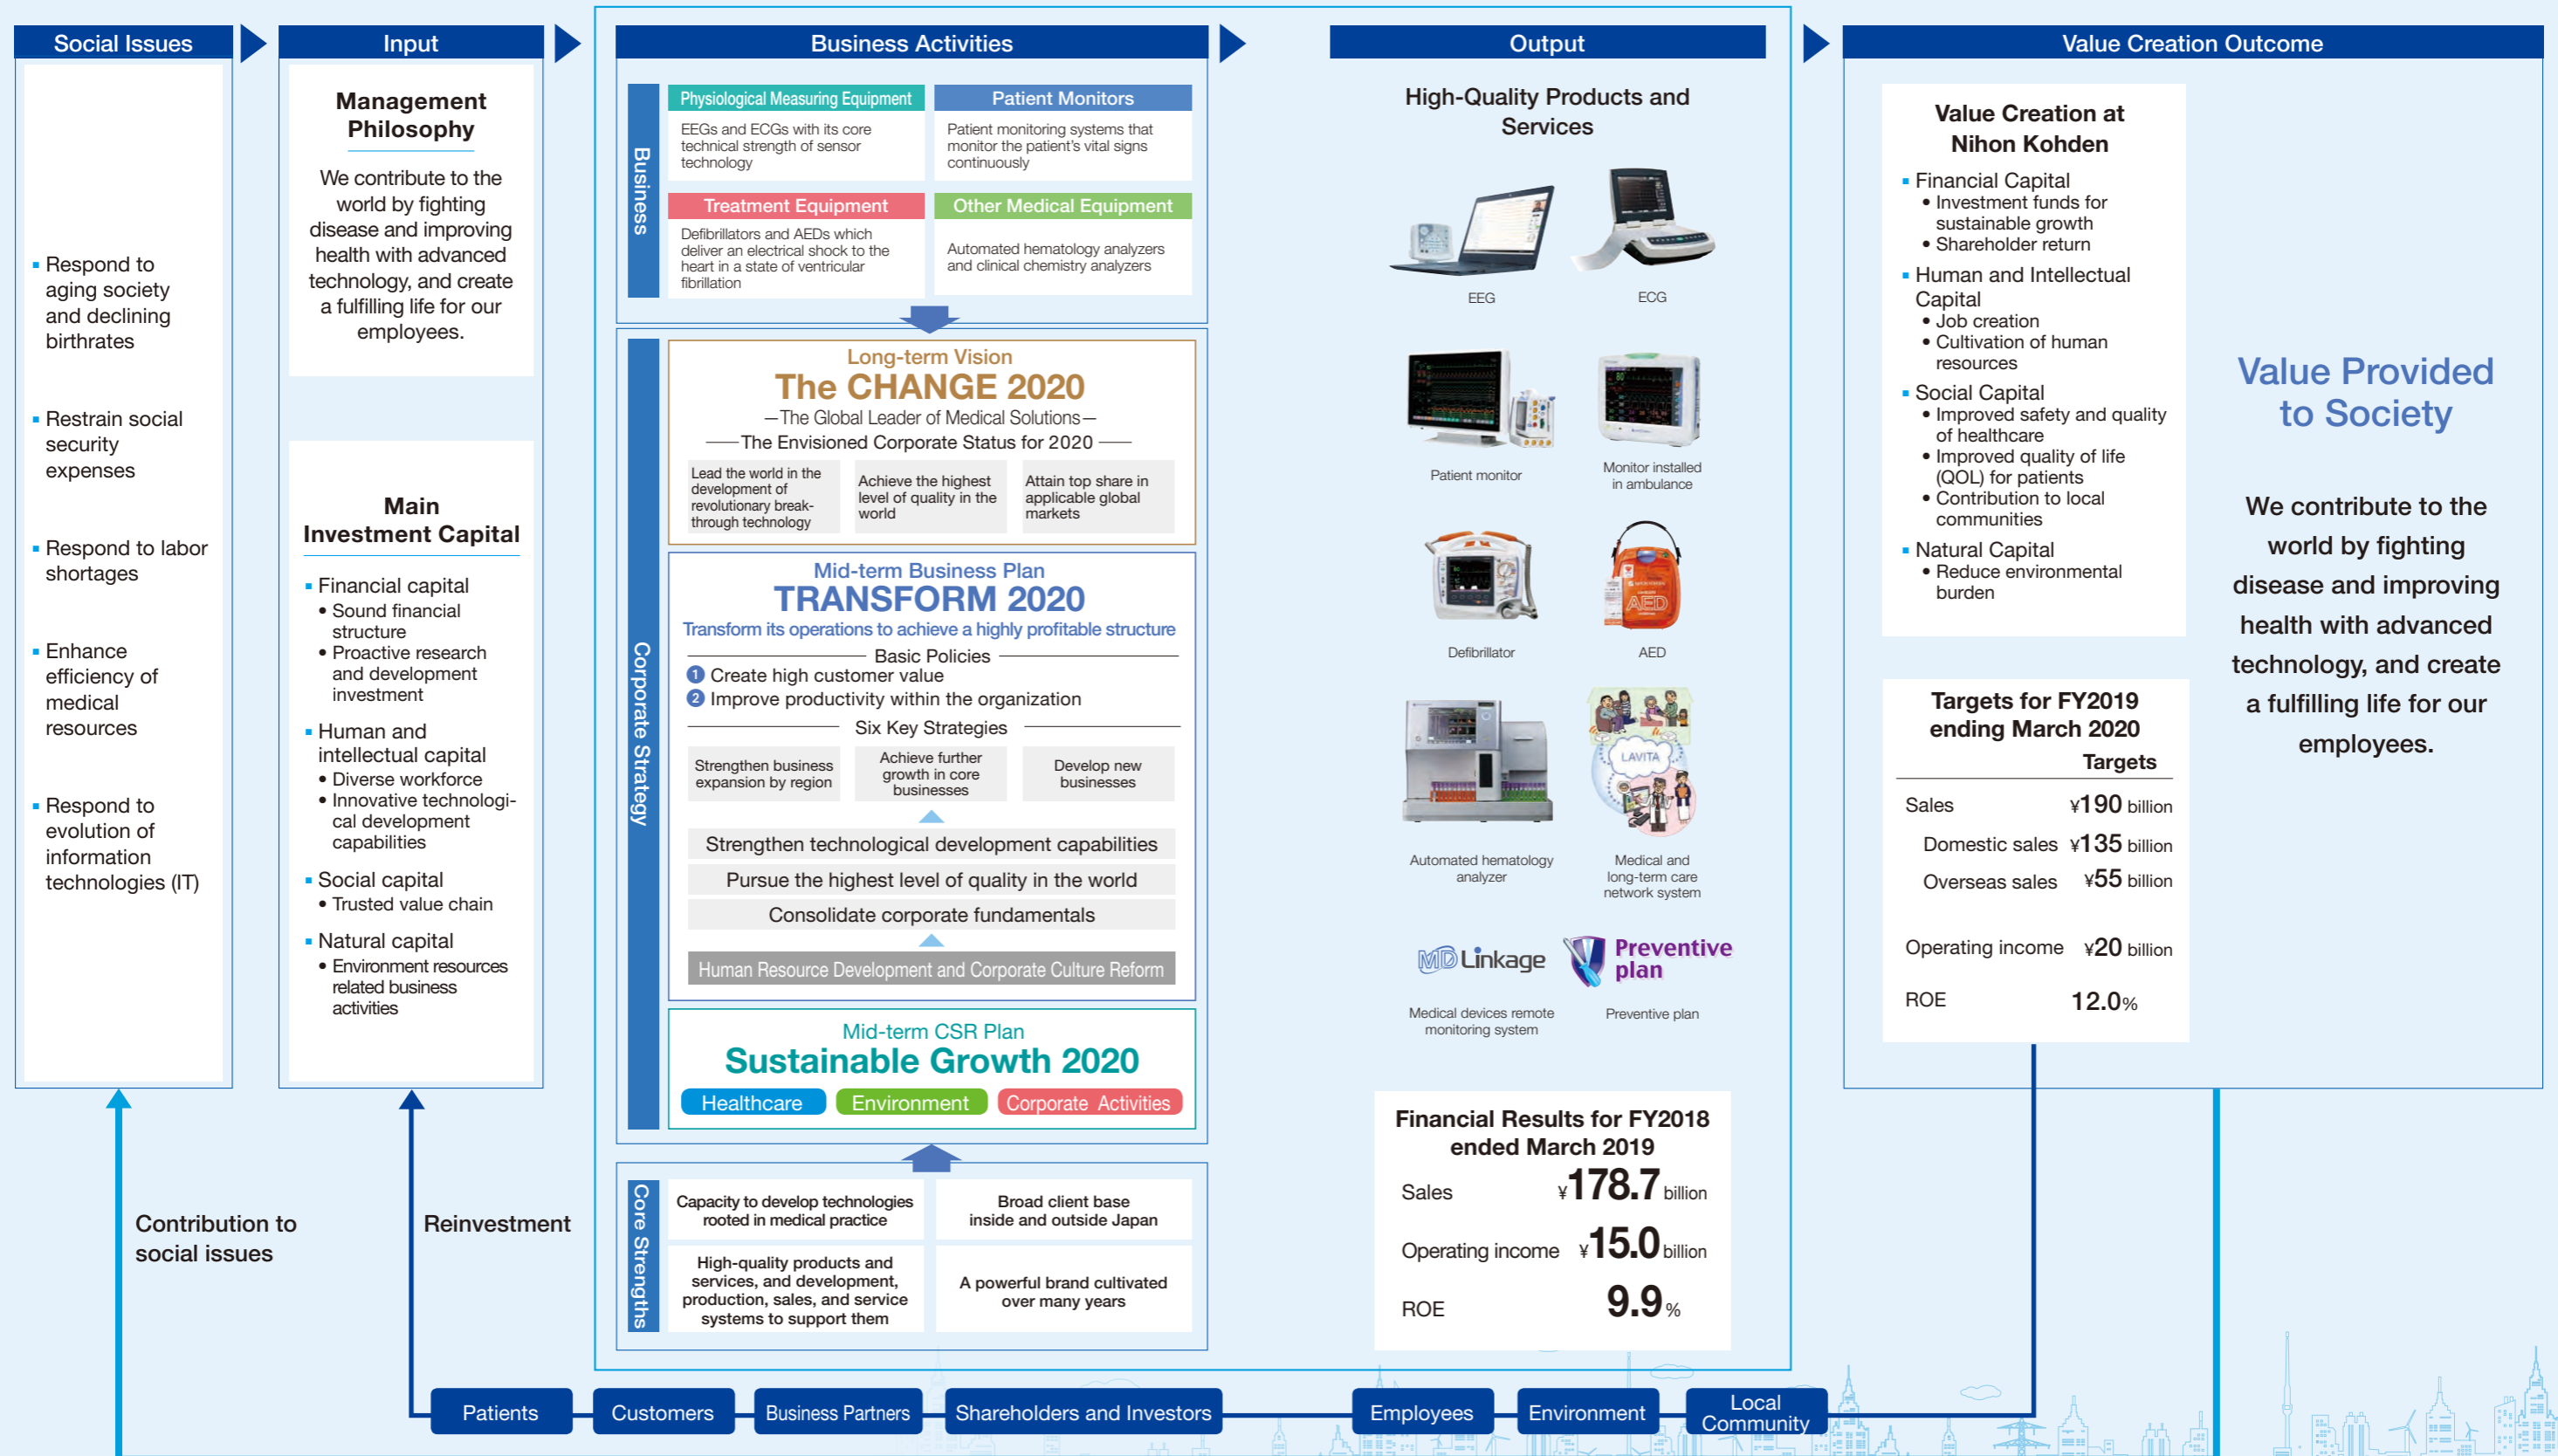 Social Issues
Respond to
aging society
and declining
birthrates
Restrain social
security
expenses
Respond to labor
shortages
Enhance
efficiency of
medical
resources
Respond to
evolution of
information
technologies (IT)
Input
Management
Philosophy
We contribute to the
world by fighting
disease and improving
health with advanced
technology, and create
a fulfilling life for our
employees.
Main
Investment Capital
Financial capital
• Sound financial
structure
• Proactive research
and development
investment
Human and
intellectual capital
• Diverse workforce
• Innovative technologi-
cal development
capabilities
Social capital
• Trusted value chain
Natural capital
• Environment resources
related business
activities
Business Activities
Business
Physiological Measuring Equipment
EEGs and ECGs with its core
technical strength of sensor
technology
Patient Monitors
Patient monitoring systems that
monitor the patient's vital signs
continuously
Treatment Equipment
Defibrillators and AEDs which
deliver an electrical shock to the
heart in a state of ventricular
fibrillation
Other Medical Equipment
Automated hematology analyzers
and clinical chemistry analyzers
Corporate Strategy
Long-term Vision
The CHANGE 2020
—The Global Leader of Medical Solutions—
The Envisioned Corporate Status for 2020
Lead the world in the
development of
revolutionary break-
through technology
Achieve the highest
level of quality in the
world
Attain top share in
applicable global
markets
Mid-term Business Plan
TRANSFORM 2020
Transform its operations to achieve a highly profitable structure
Basic Policies
1 Create high customer value
2 Improve productivity within the organization
Six Key Strategies
Strengthen business
expansion by region
Achieve further
growth in core
businesses
Develop new
businesses
Strengthen technological development capabilities
Pursue the highest level of quality in the world
Consolidate corporate fundamentals
Human Resource Development and Corporate Culture Reform
Mid-term CSR Plan
Sustainable Growth 2020
Healthcare
Environment
Corporate Activities
Core Strengths
Capacity to develop technologies
rooted in medical practice
Broad client base
inside and outside Japan
High-quality products and
services, and development,
production, sales, and service
systems to support them
A powerful brand cultivated
over many years
Output
High-Quality Products and
Services
EEG
ECG
Patient monitor
Monitor installed
in ambulance
AED
Defibrillator
AED
LAVITA
Automated hematology
analyzer
Medical and
long-term care
network system
MD Linkage
Preventive
plan
Medical devices remote
monitoring system
Preventive plan
Financial Results for FY2018
ended March 2019
Sales ¥178.7 billion
Operating income ¥15.0 billion
ROE 9.9%
Value Creation Outcome
Value Creation at
Nihon Kohden
Financial Capital
• Investment funds for
sustainable growth
• Shareholder return
Human and Intellectual
Capital
• Job creation
• Cultivation of human
resources
Social Capital
• Improved safety and quality
of healthcare
• Improved quality of life
(QOL) for patients
• Contribution to local
communities
Natural Capital
• Reduce environmental
burden
Targets for FY2019
ending March 2020
Targets
Sales ¥190 billion
Domestic sales ¥135 billion
Overseas sales ¥55 billion
Operating income ¥20 billion
ROE 12.0%
Value Provided
to Society
We contribute to the
world by fighting
disease and improving
health with advanced
technology, and create
a fulfilling life for our
employees.
Contribution to
social issues
Reinvestment
Patients
Customers
Business Partners
Shareholders and Investors
Employees
Environment
Local
Community